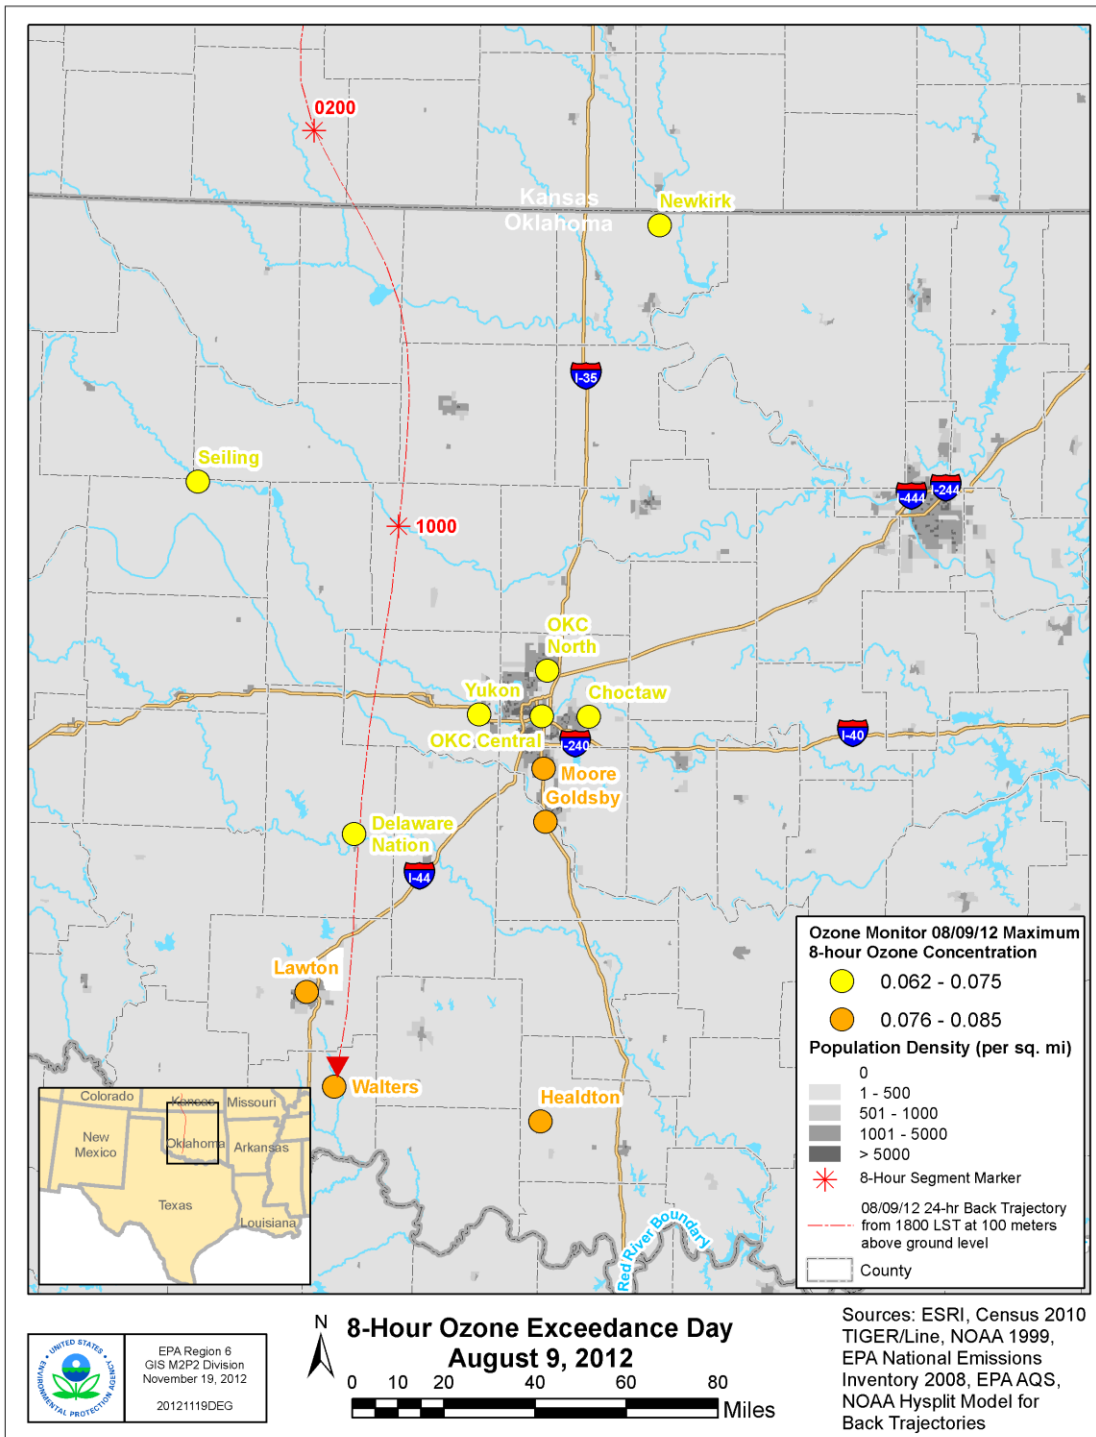 0200
Kansas
Oklahoma
Newkirk
I-35
Seiling
I-444
I-244
1000
OKC
North
Yukon
Choctaw
OKC Central
I-240
I-40
Moore
Goldsby
Delaware
Nation
I-44
Lawton
Walters
Healdton
Red River Boundary
Ozone Monitor 08/09/12 Maximum
8-hour Ozone Concentration
0.062 - 0.075
0.076 - 0.085
Population Density (per sq. mi)
0
1 - 500
501 - 1000
1001 - 5000
> 5000
8-Hour Segment Marker
08/09/12 24-hr Back Trajectory
from 1800 LST at 100 meters
above ground level
County
Colorado
Kansas
Missouri
New
Mexico
Oklahoma
Arkansas
Texas
Louisiana
UNITED STATES
ENVIRONMENTAL PROTECTION AGENCY
EPA Region 6
GIS M2P2 Division
November 19, 2012
20121119DEG
N
8-Hour Ozone Exceedance Day
August 9, 2012
0 10 20 40 60 80
Miles
Sources: ESRI, Census 2010
TIGER/Line, NOAA 1999,
EPA National Emissions
Inventory 2008, EPA AQS,
NOAA Hysplit Model for
Back Trajectories